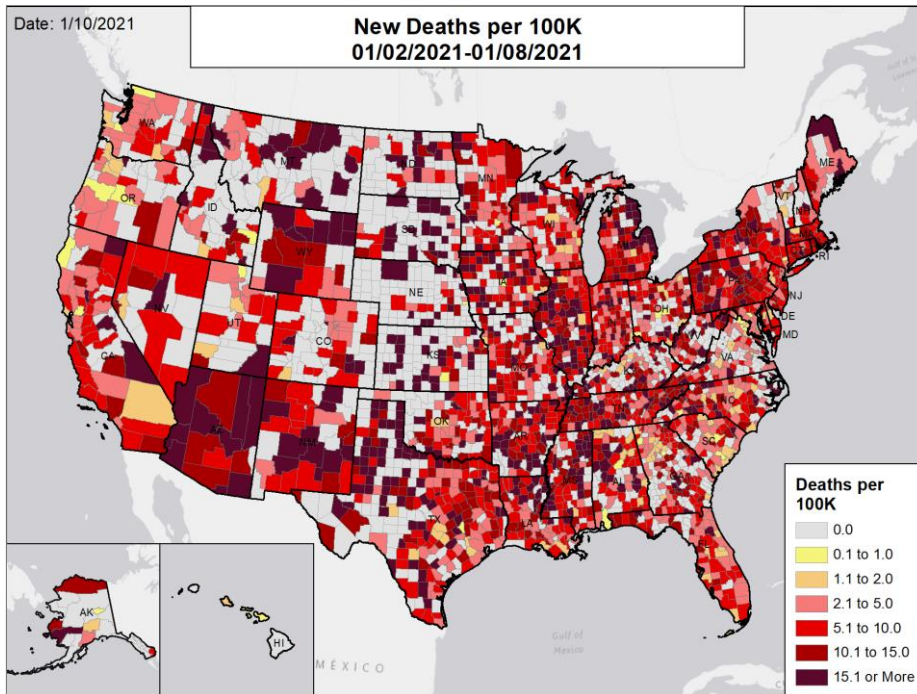 Date: 1/10/2021
New Deaths per 100K
01/02/2021-01/08/2021
WA
MT
ND
MN
ME
OR
ID
SD
WI
MI
VT
NH
NY
MA
CT
RI
WY
IA
NE
PA
NJ
OH
DE
MD
NV
UT
CO
IL
IN
WV
VA
CA
KS
MO
KY
NC
TN
AZ
NM
OK
AR
SC
MS
AL
GA
TX
LA
FL
AK
HI
MÉXICO
Gulf of
Mexico
Deaths per
100K
0.0
0.1 to 1.0
1.1 to 2.0
2.1 to 5.0
5.1 to 10.0
10.1 to 15.0
15.1 or More